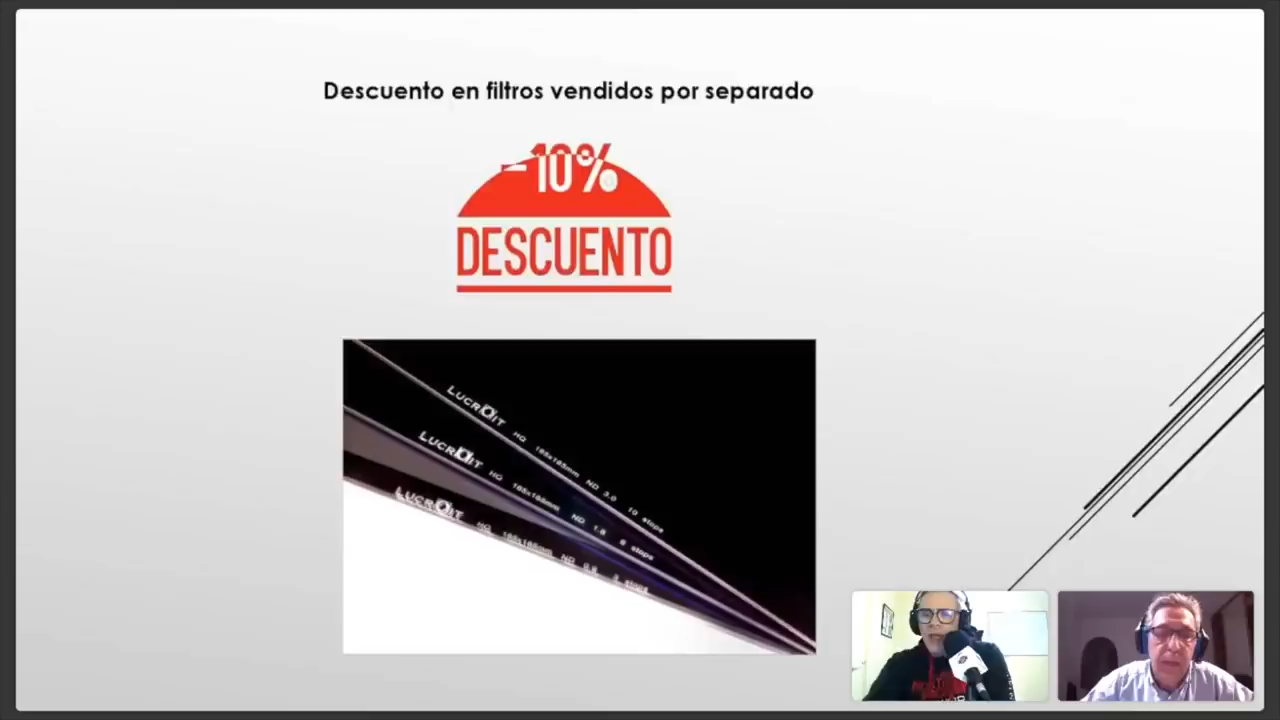 Descuento en filtros vendidos por separado
-10%
DESCUENTO
LUCROIT HQ 165x165mm ND 3.0 10 stops
LUCROIT HQ 165x165mm ND 1.8 6 stops
LUCROIT HQ 165x165mm ND 0.9 3 stops